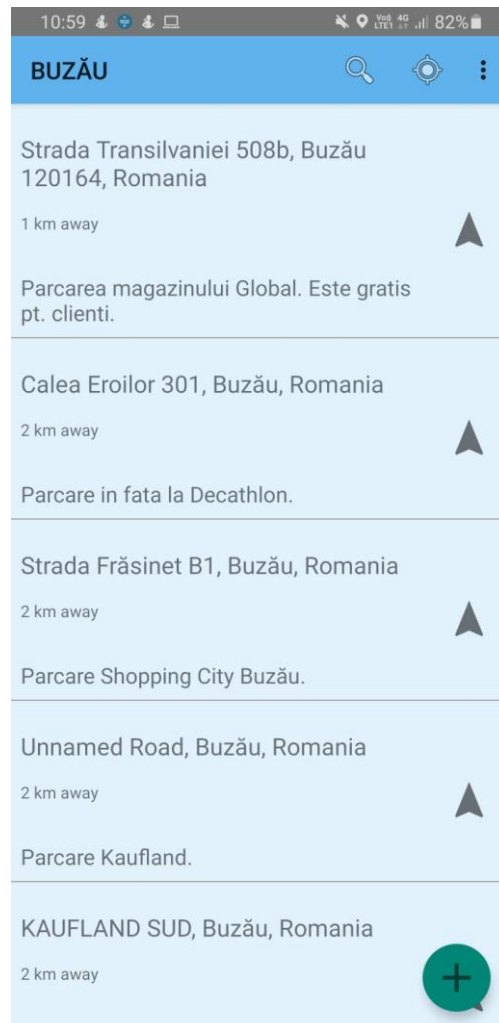 10:59
Vo)) 4G
LTE1 82%
BUZĂU
Strada Transilvaniei 508b, Buzău
120164, Romania
1 km away
Parcarea magazinului Global. Este gratis
pt. clienti.
Calea Eroilor 301, Buzău, Romania
2 km away
Parcare in fata la Decathlon.
Strada Frăsinet B1, Buzău, Romania
2 km away
Parcare Shopping City Buzău.
Unnamed Road, Buzău, Romania
2 km away
Parcare Kaufland.
KAUFLAND SUD, Buzău, Romania
2 km away